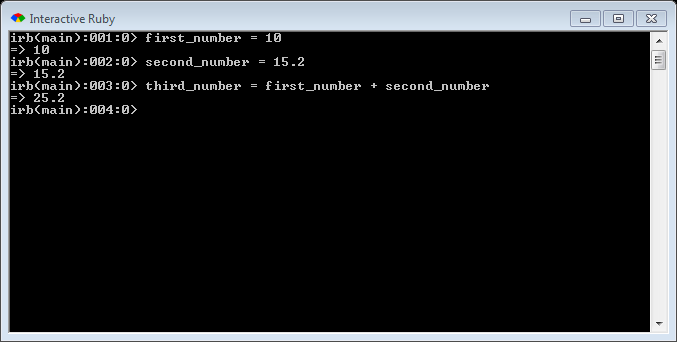 Interactive Ruby
irb(main):001:0> first_number = 10
=> 10
irb(main):002:0> second_number = 15.2
=> 15.2
irb(main):003:0> third_number = first_number + second_number
=> 25.2
irb(main):004:0>